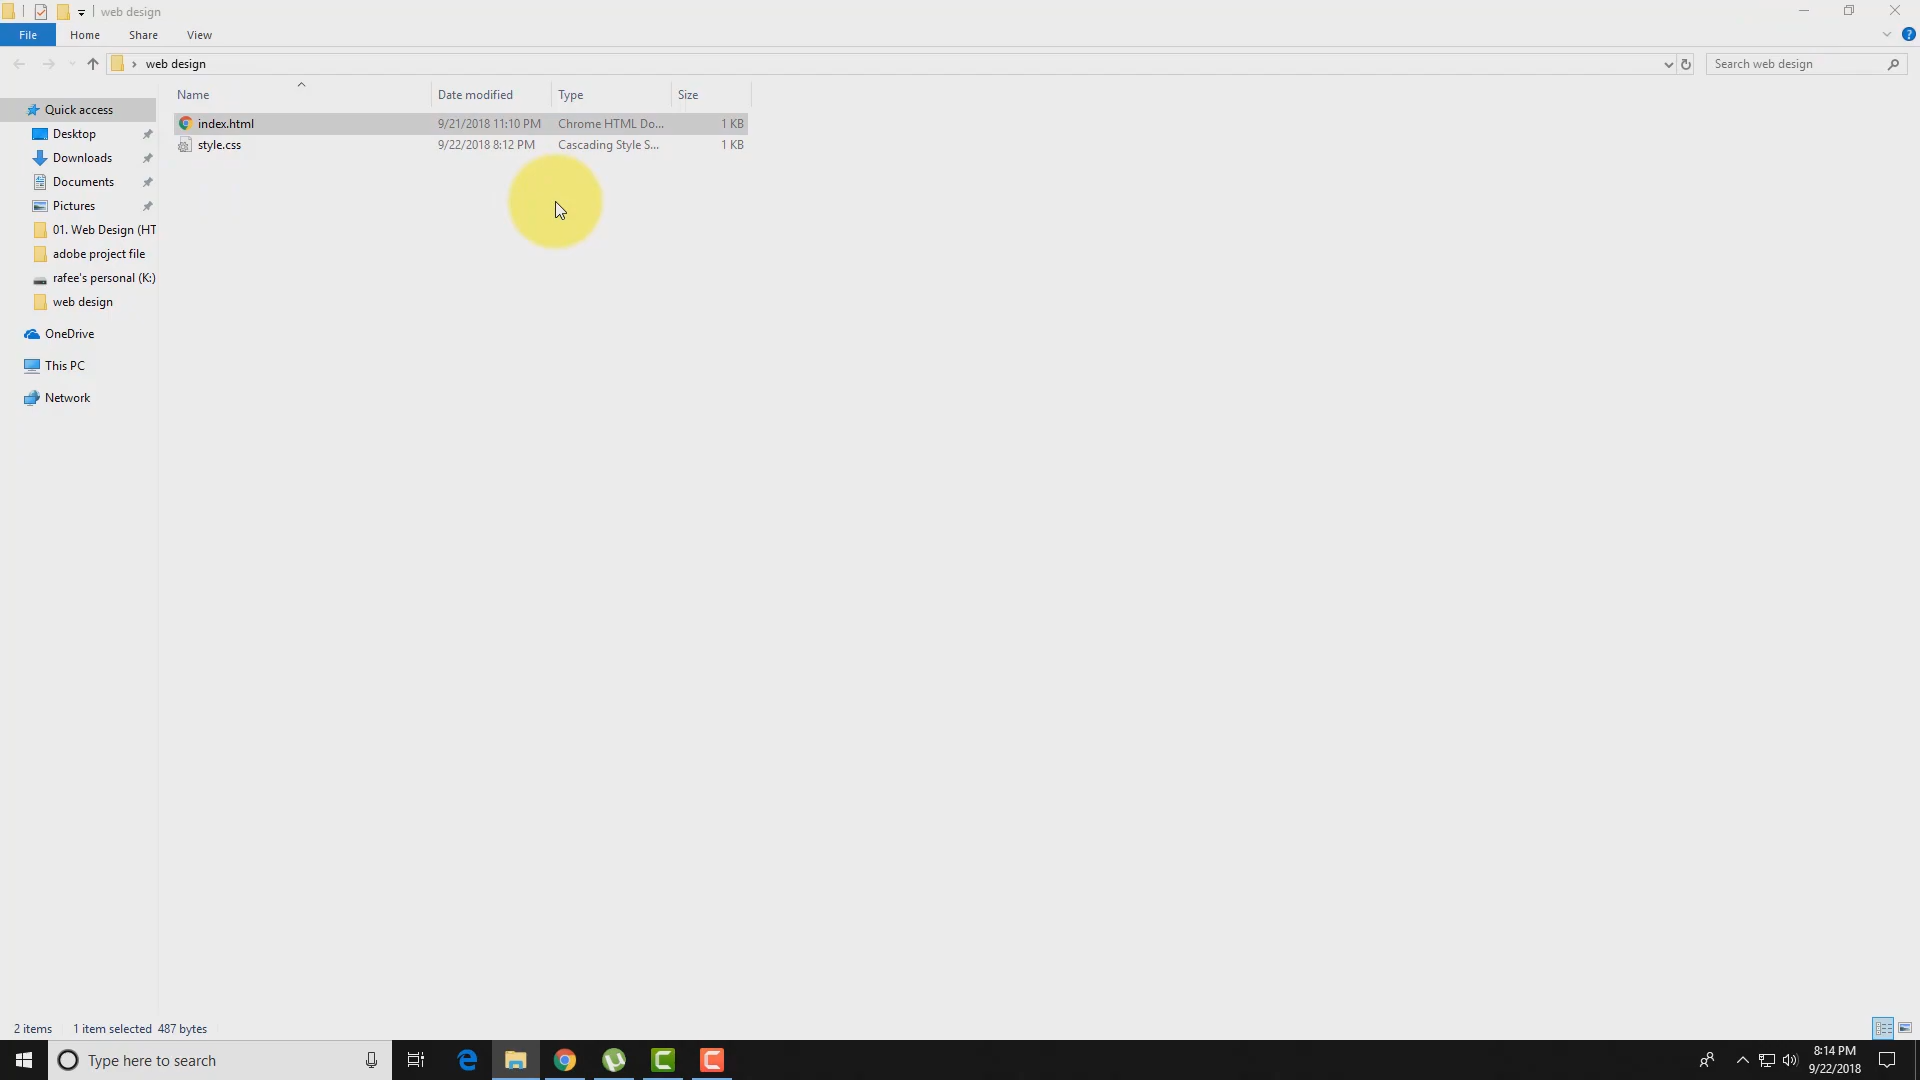 web design
File Home Share View
web design
Search web design
Name Date modified Type Size
index.html 9/21/2018 11:10 PM Chrome HTML Do... 1 KB
style.css 9/22/2018 8:12 PM Cascading Style S... 1 KB
Quick access
Desktop
Downloads
Documents
Pictures
01. Web Design (HT
adobe project file
rafee's personal (K:)
web design
OneDrive
This PC
Network
2 items 1 item selected 487 bytes
Type here to search
8:14 PM
9/22/2018